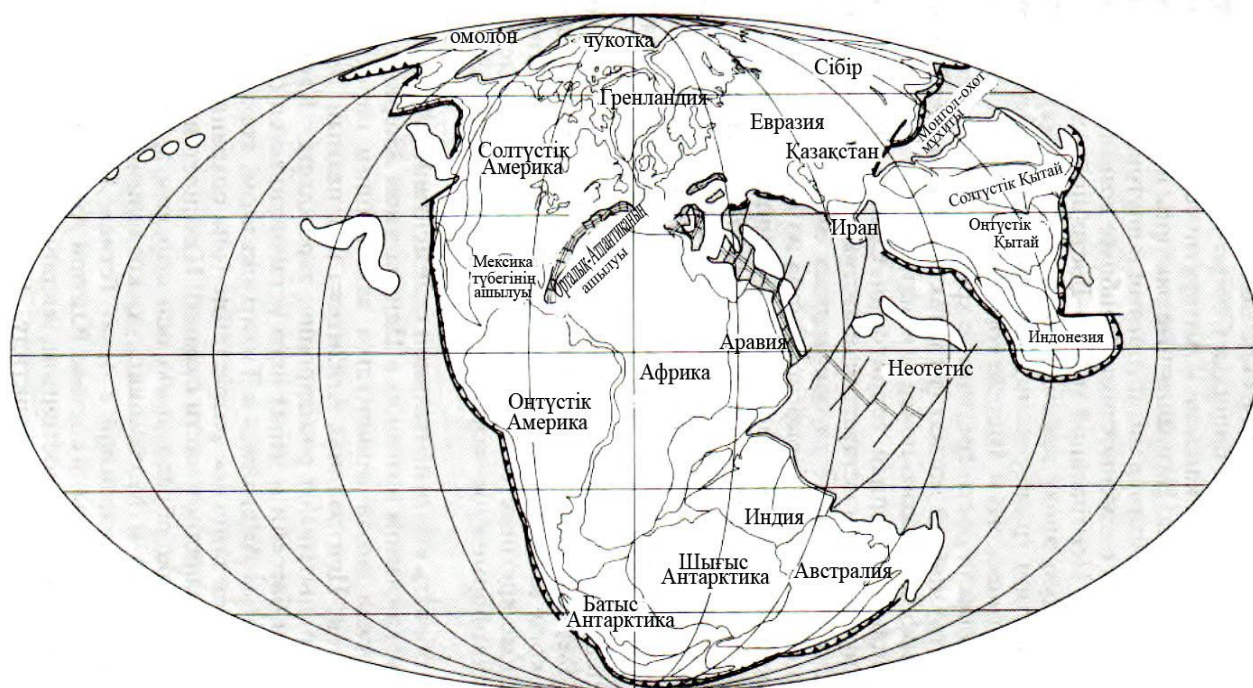 омолон
чукотка
Сібір
Гренландия
Евразия
Монгол-охот
мұхиты
Қазақстан
Солтүстік
Америка
Солтүстік Қытай
Оңтүстік
Қытай
Иран
Мексика
түбегінің
ашылуы
Орталық-Атлантиканың
ашылуы
Аравия
Индонезия
Африка
Неотетис
Оңтүстік
Америка
Индия
Шығыс
Антарктика
Австралия
Батыс
Антарктика